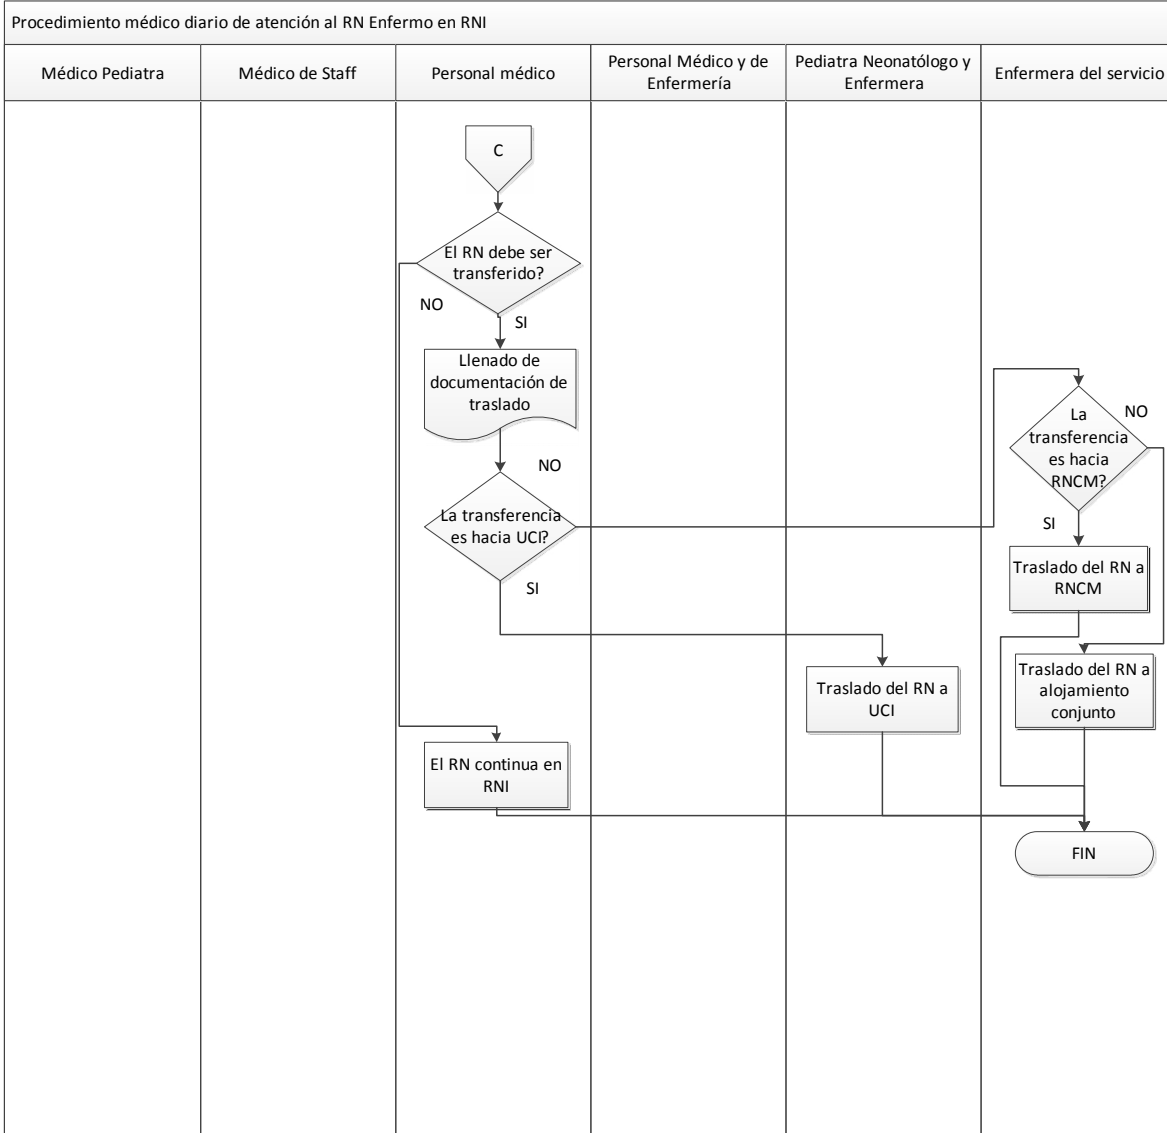 Procedimiento médico diario de atención al RN Enfermo en RNI
Médico Pediatra
Médico de Staff
Personal médico
Personal Médico y de
Enfermería
Pediatra Neonatólogo y
Enfermera
Enfermera del servicio
C
El RN debe ser
transferido?
NO
SI
Llenado de
documentación de
traslado
NO
La transferencia
es hacia UCI?
SI
La
transferencia
es hacia
RNCM?
NO
SI
Traslado del RN a
RNCM
Traslado del RN a
UCI
Traslado del RN a
alojamiento
conjunto
El RN continua en
RNI
FIN